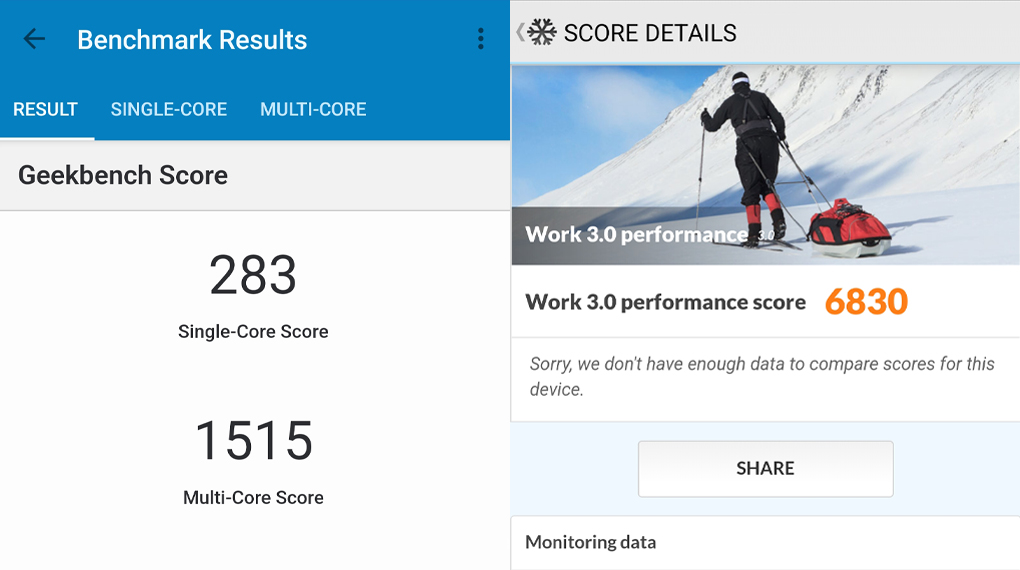 Benchmark Results
RESULT SINGLE-CORE MULTI-CORE
Geekbench Score
283
Single-Core Score
1515
Multi-Core Score
SCORE DETAILS
Work 3.0 performance 3.0
Work 3.0 performance score 6830
Sorry, we don't have enough data to compare scores for this
device.
SHARE
Monitoring data